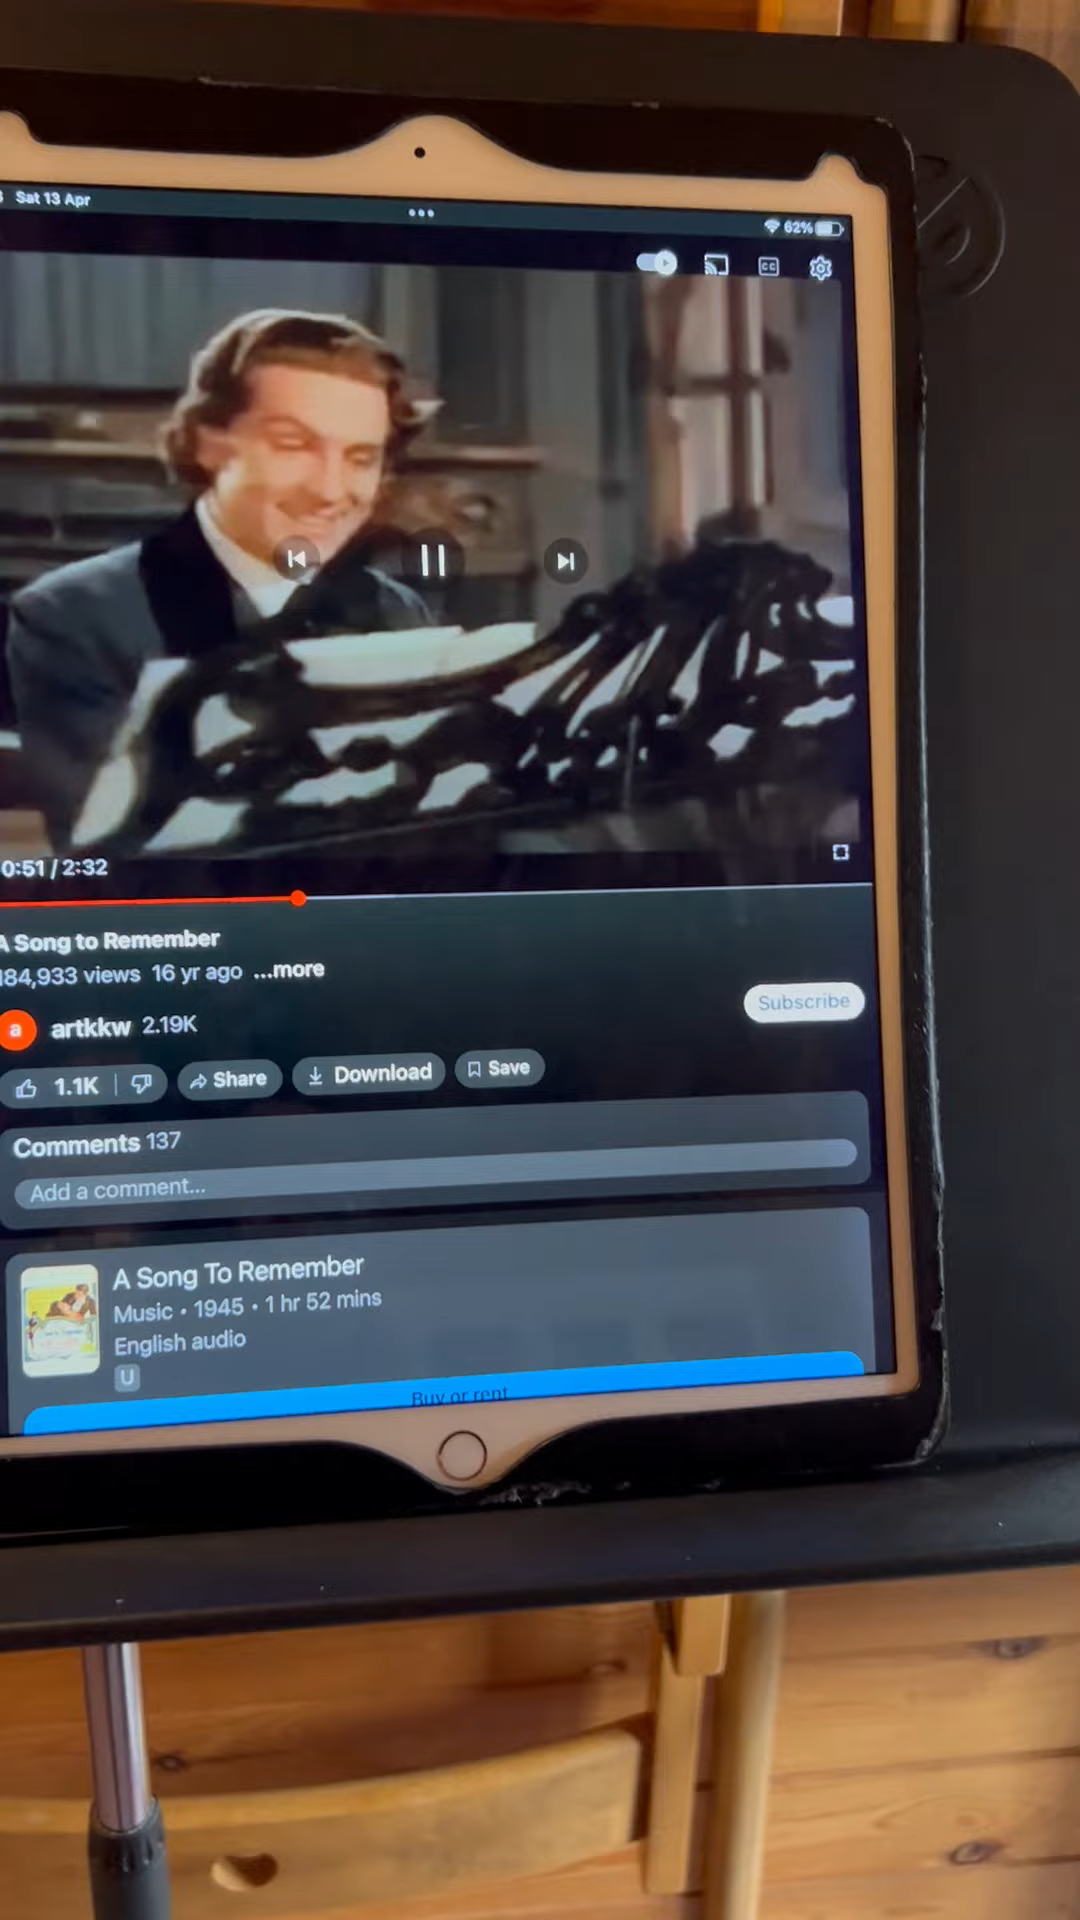 Sat 13 Apr
62%
CC
0:51 / 2:32
A Song to Remember
184,933 views 16 yr ago ...more
Subscribe
a artkkw 2.19K
1.1K Share Download Save
Comments 137
Add a comment...
A Song To Remember
Music • 1945 • 1 hr 52 mins
English audio
U
Buy or rent